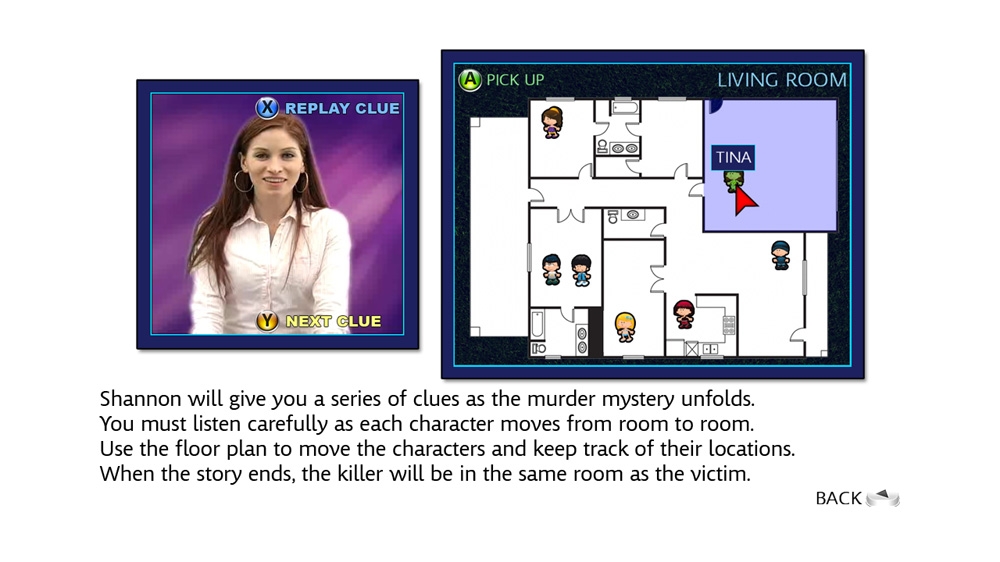 X REPLAY CLUE
Y NEXT CLUE
A PICK UP
LIVING ROOM
TINA
Shannon will give you a series of clues as the murder mystery unfolds.
You must listen carefully as each character moves from room to room.
Use the floor plan to move the characters and keep track of their locations.
When the story ends, the killer will be in the same room as the victim.
BACK